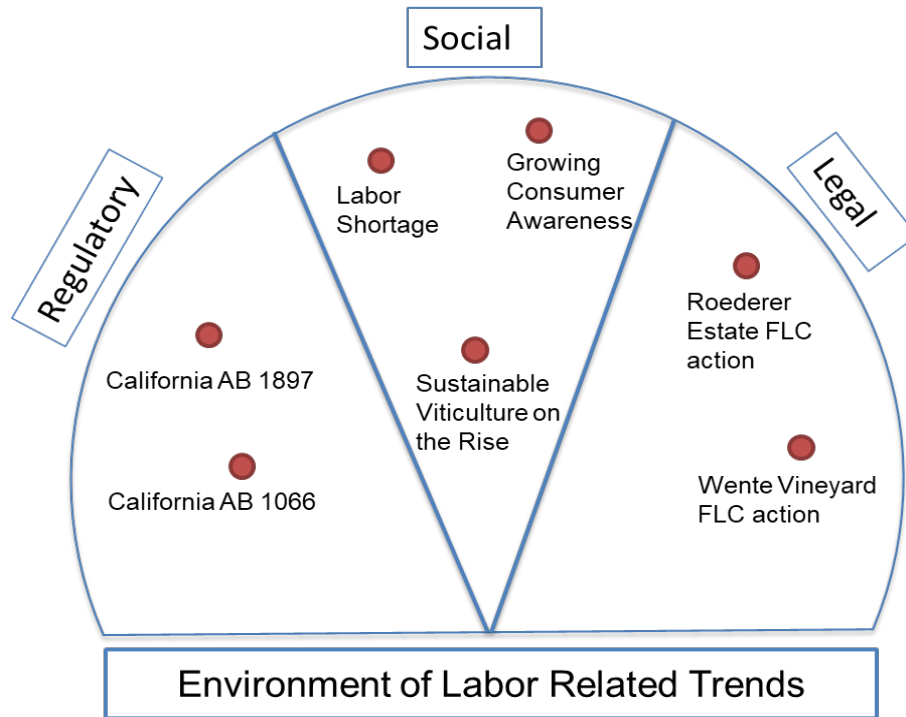 Social
Regulatory
Legal
Labor
Shortage
Growing
Consumer
Awareness
Roederer
Estate FLC
action
California AB 1897
Sustainable
Viticulture on
the Rise
California AB 1066
Wente Vineyard
FLC action
Environment of Labor Related Trends